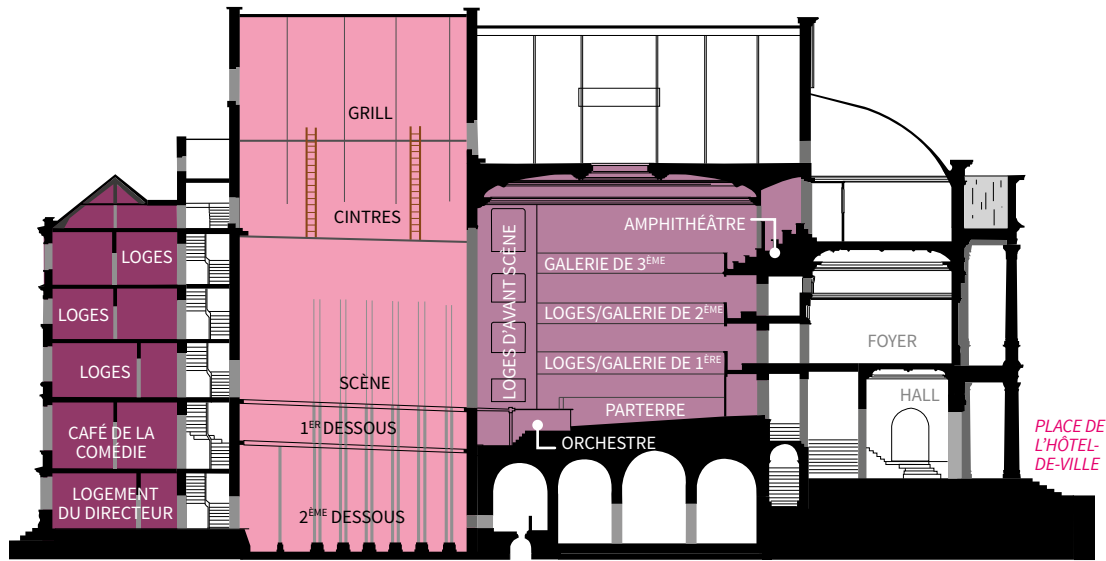 GRILL
CINTRES
SCÈNE
1ER DESSOUS
2ÈME DESSOUS
LOGES
LOGES
LOGES
CAFÉ DE LA
COMÉDIE
LOGEMENT
DU DIRECTEUR
LOGES D'AVANT SCÈNE
AMPHITHÉÂTRE
GALERIE DE 3ÈME
LOGES/GALERIE DE 2ÈME
LOGES/GALERIE DE 1ÈRE
PARTERRE
ORCHESTRE
FOYER
HALL
PLACE DE
L'HÔTEL-
DE-VILLE